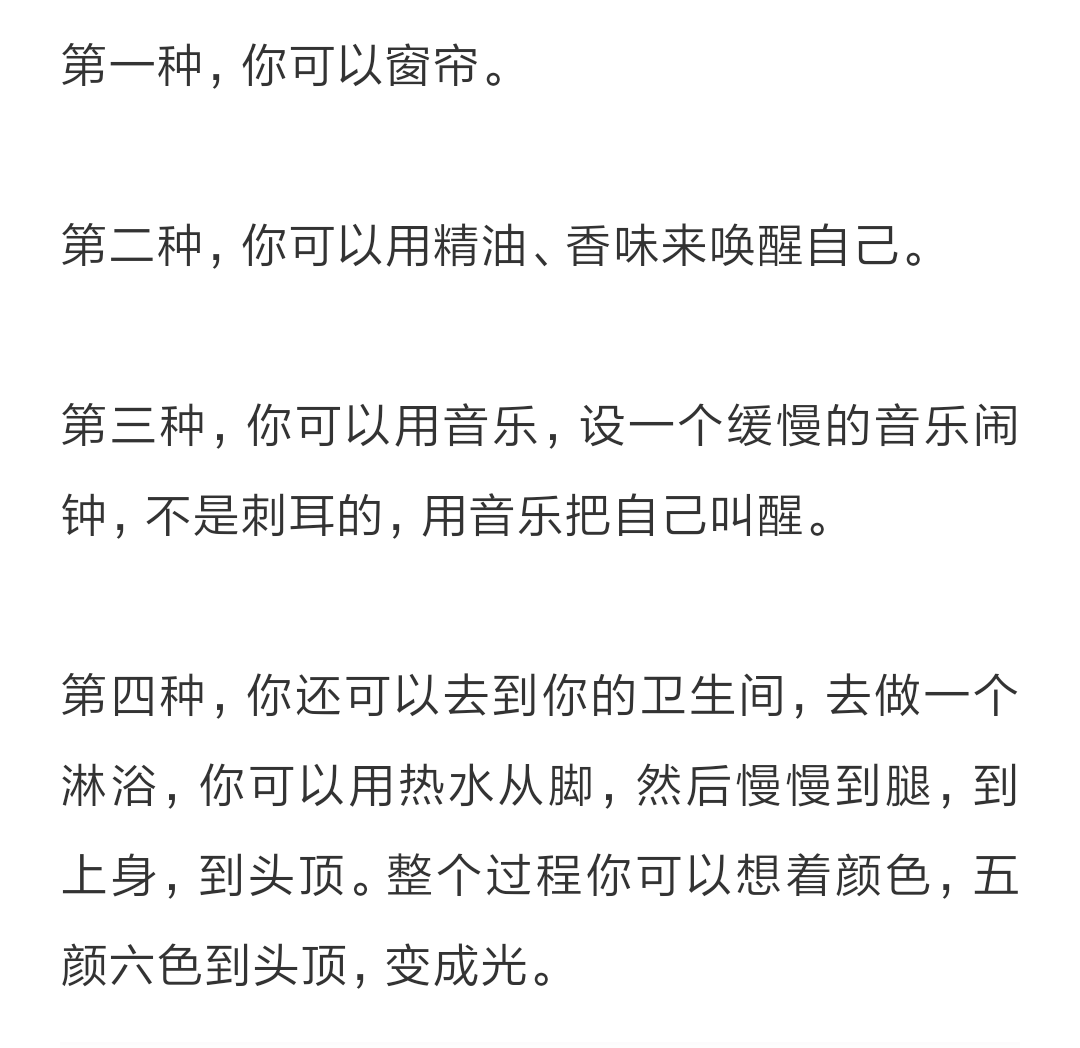 第一种，你可以窗帘。
第二种，你可以用精油、香味来唤醒自己。
第三种，你可以用音乐，设一个缓慢的音乐闹
钟，不是刺耳的，用音乐把自己叫醒。
第四种，你还可以去到你的卫生间，去做一个
淋浴，你可以用热水从脚，然后慢慢到腿，到
上身，到头顶。整个过程你可以想着颜色，五
颜六色到头顶，变成光。